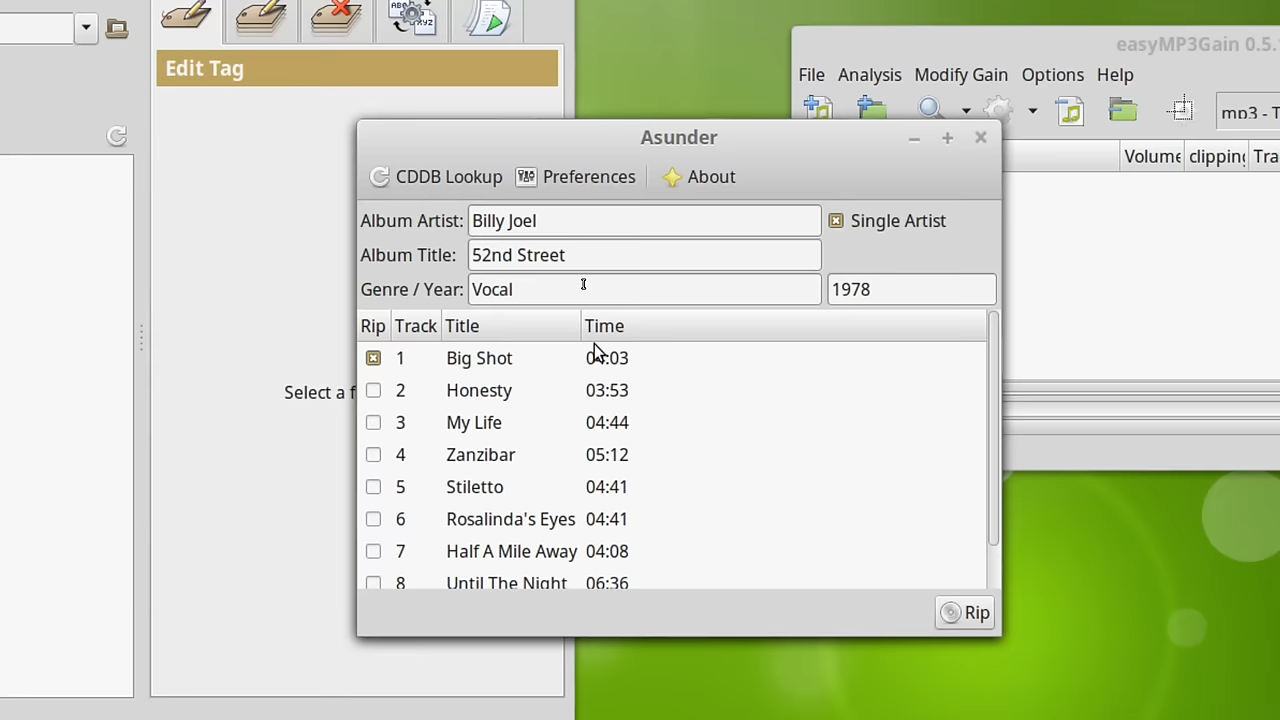 ABC
XYZ
Edit Tag
easyMP3Gain 0.5.
File Analysis Modify Gain Options Help
mp3 - T
Volume clipping Tra
Select a f
Asunder
CDDB Lookup Preferences About
Album Artist: Billy Joel Single Artist
Album Title: 52nd Street
Genre / Year: Vocal 1978
Rip Track Title Time
1 Big Shot 0:03
2 Honesty 03:53
3 My Life 04:44
4 Zanzibar 05:12
5 Stiletto 04:41
6 Rosalinda's Eyes 04:41
7 Half A Mile Away 04:08
8 Until The Night 06:36
Rip